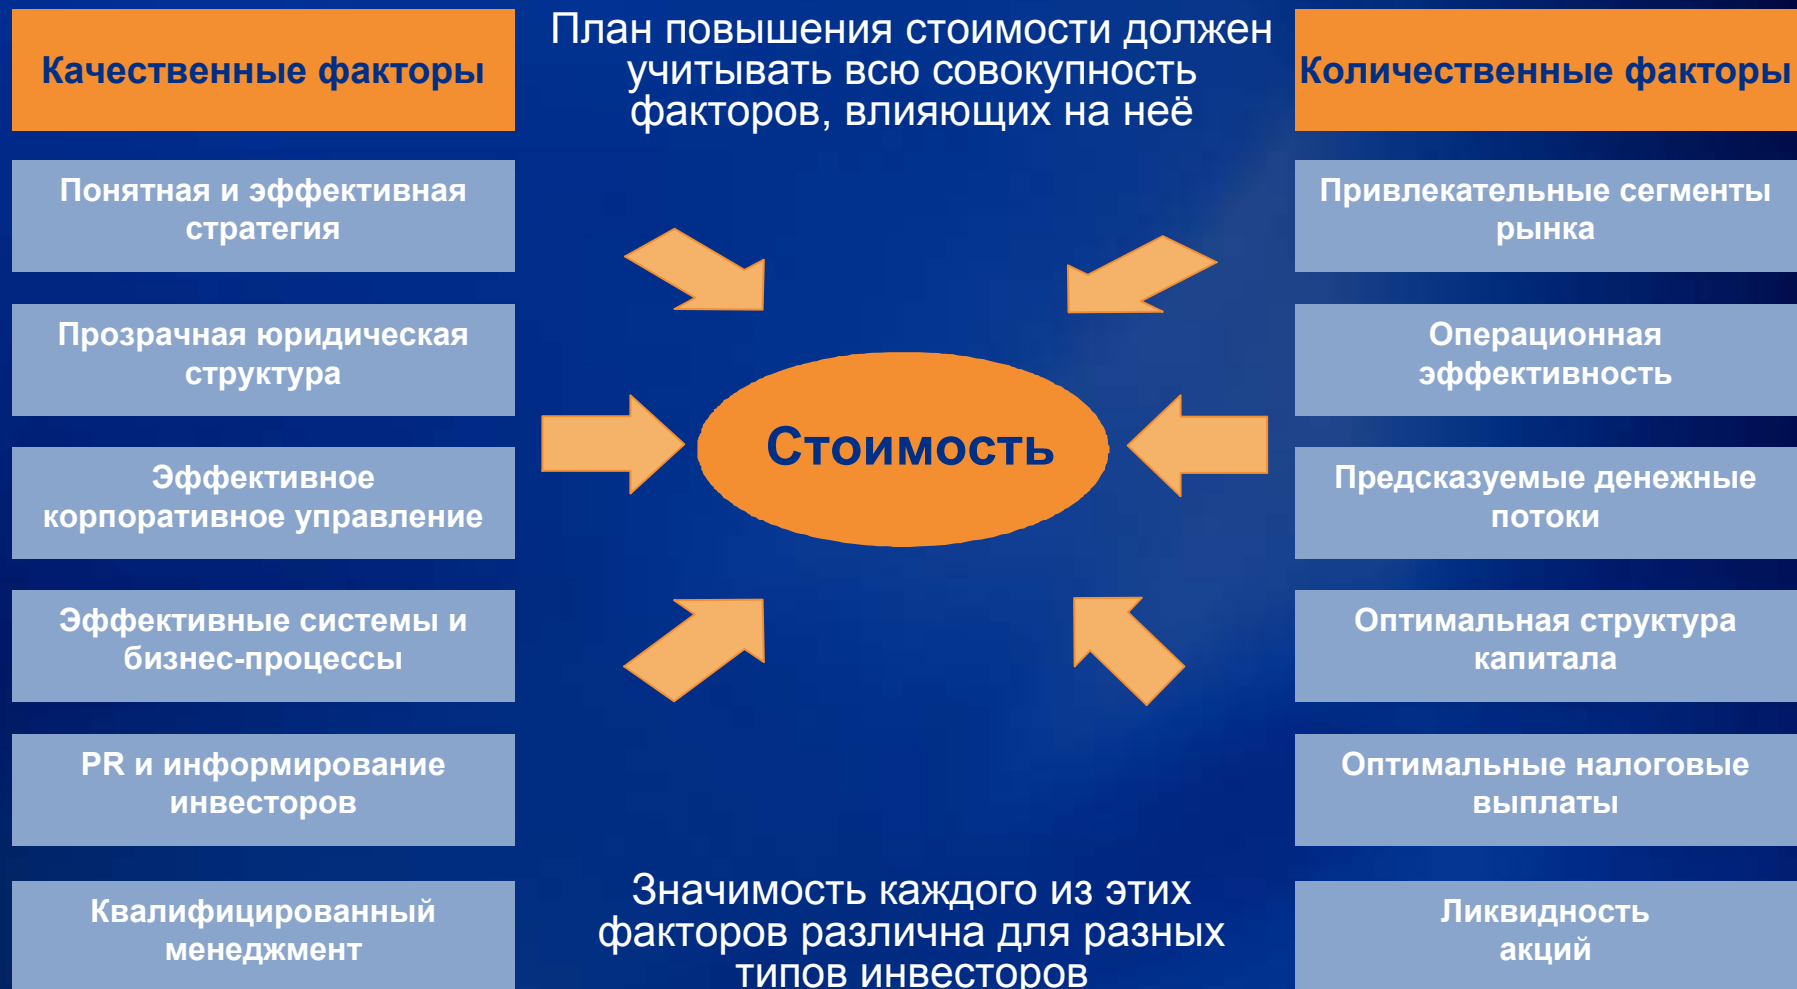 Качественные факторы
Понятная и эффективная
стратегия
Прозрачная юридическая
структура
Эффективное
корпоративное управление
Эффективные системы и
бизнес-процессы
PR и информирование
инвесторов
Квалифицированный
менеджмент
План повышения стоимости должен
учитывать всю совокупность
факторов, влияющих на неё
Стоимость
Значимость каждого из этих
факторов различна для разных
типов инвесторов
Количественные факторы
Привлекательные сегменты
рынка
Операционная
эффективность
Предсказуемые денежные
потоки
Оптимальная структура
капитала
Оптимальные налоговые
выплаты
Ликвидность
акций